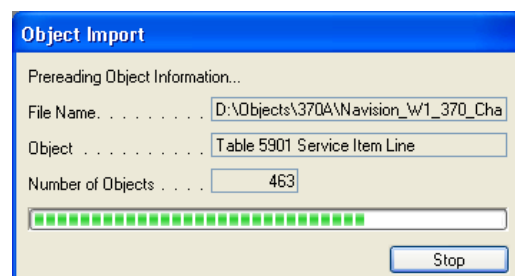 Object Import
Prereading Object Information...
File Name. . . . . . . . . . D:\Objects\370A\Navision_W1_370_Cha
Object . . . . . . . . . . . Table 5901 Service Item Line
Number of Objects . . . . 463
Stop